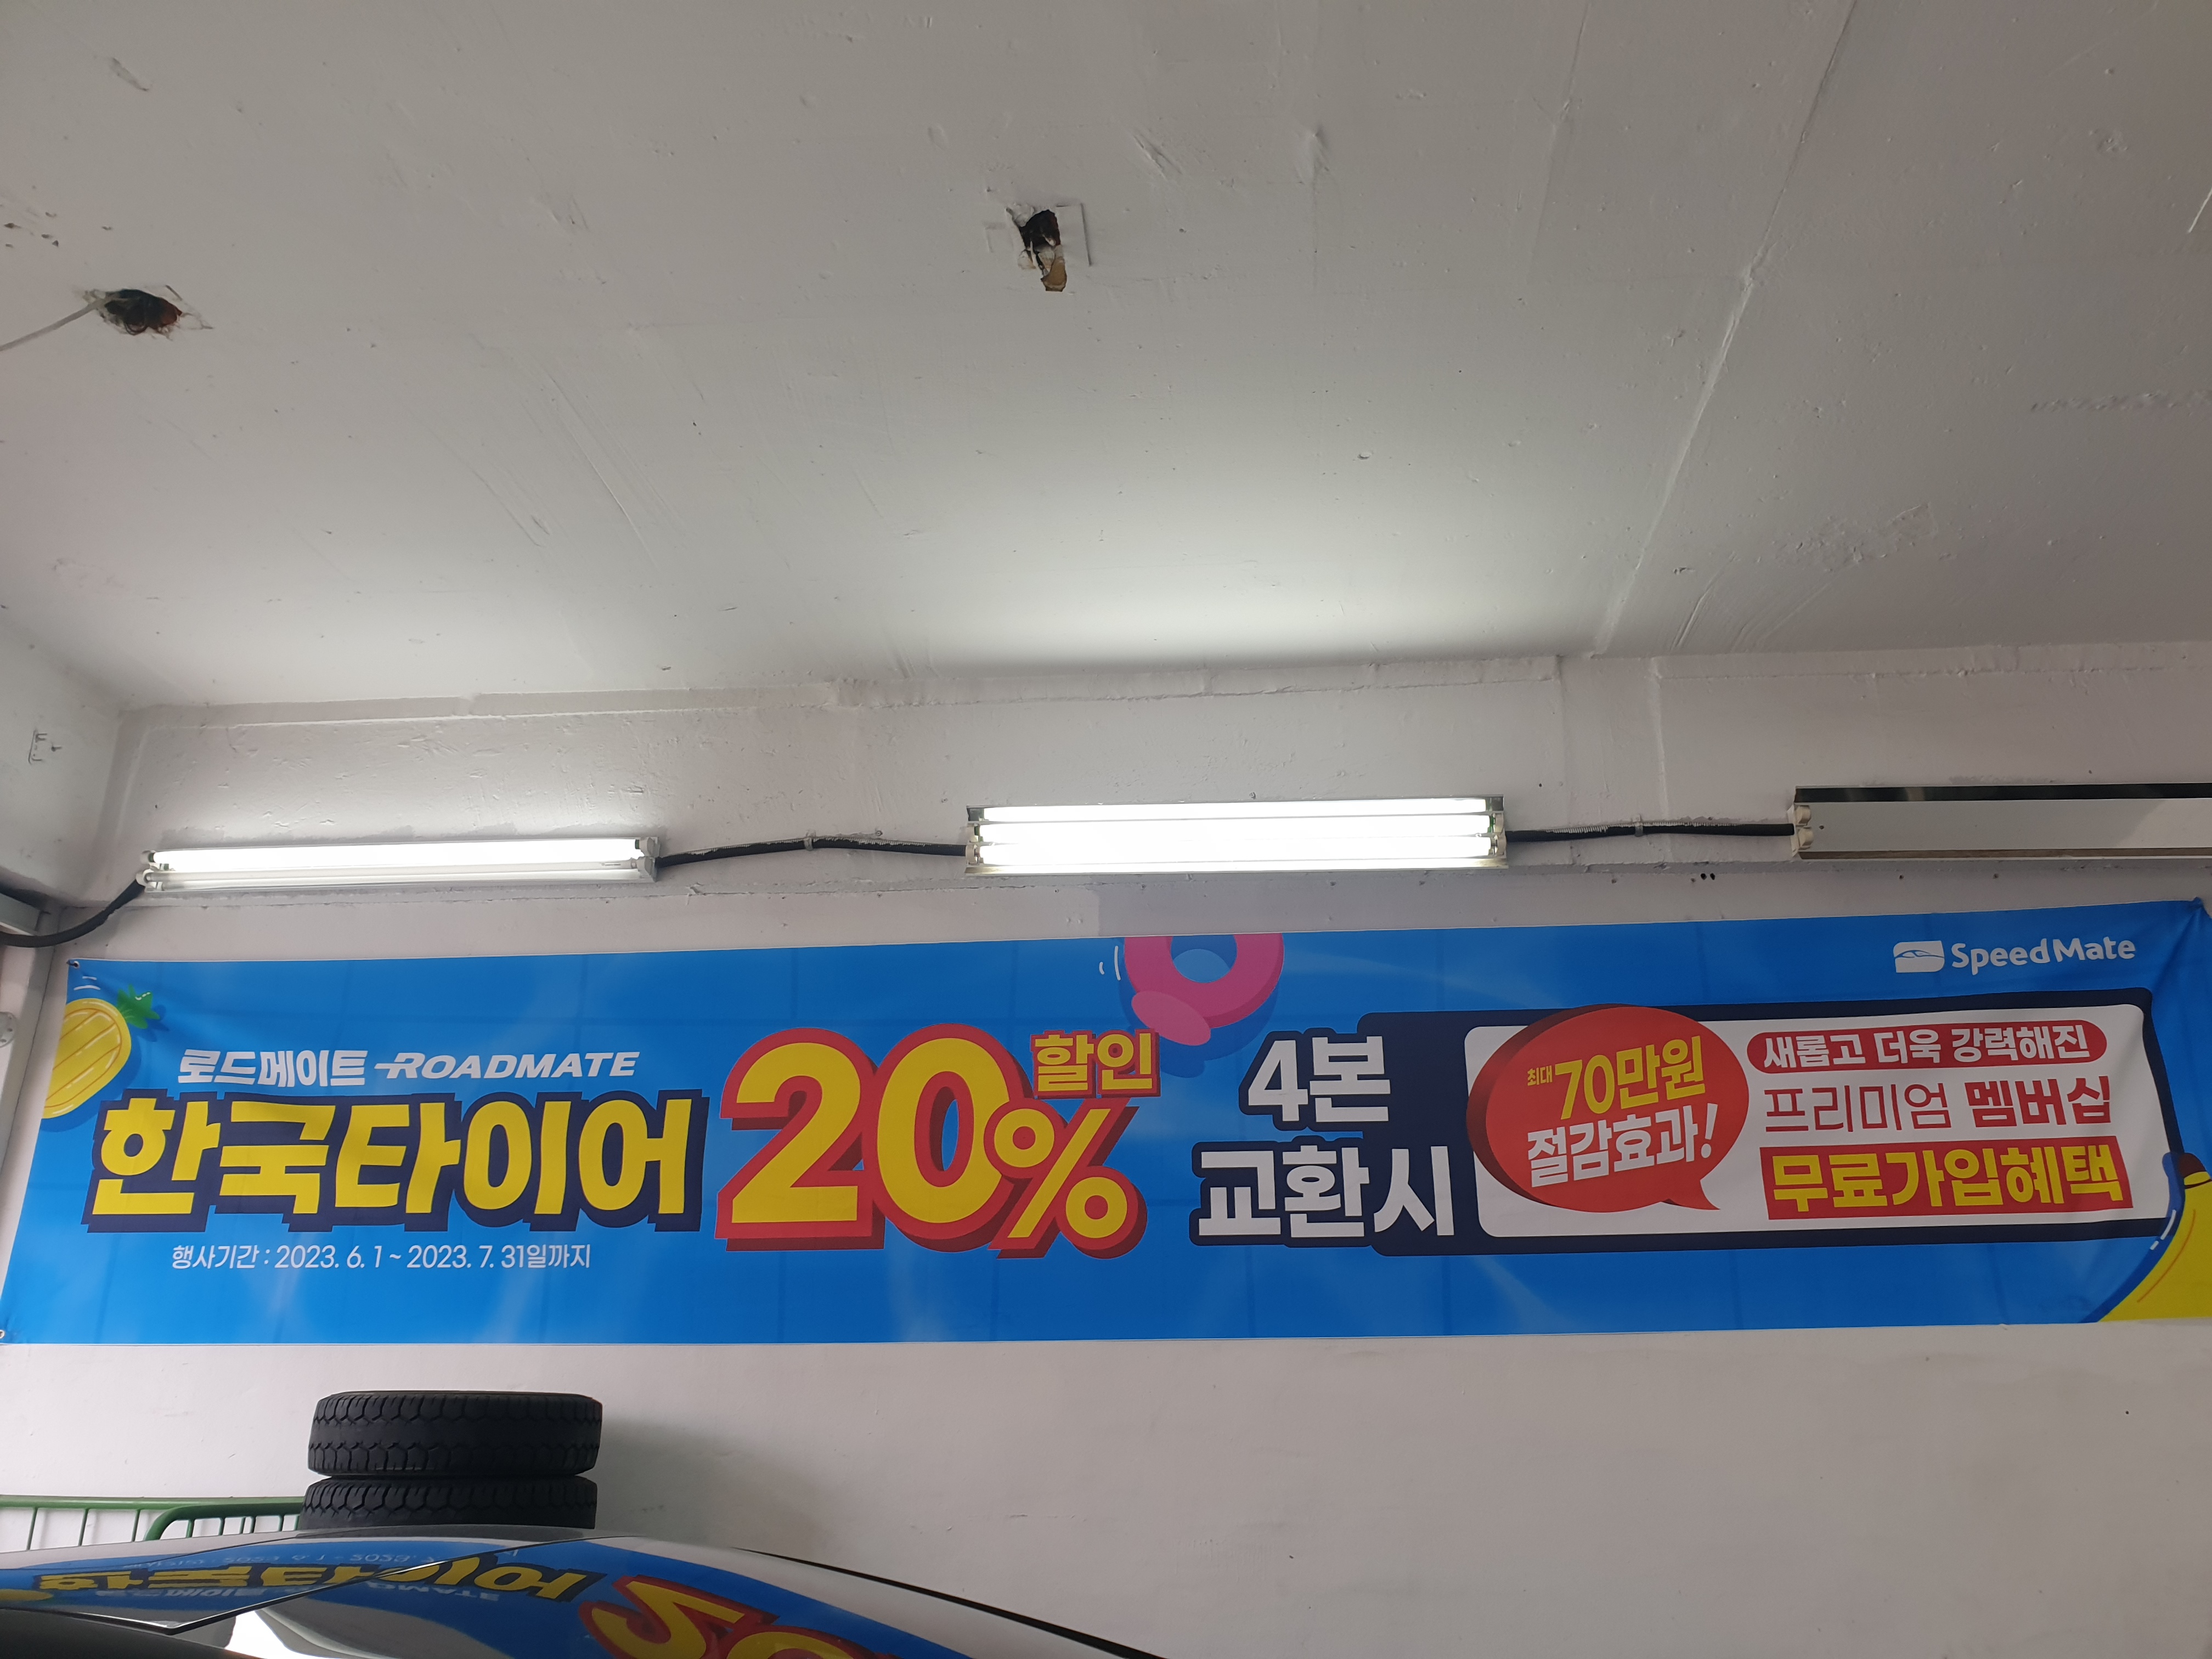 SpeedMate
로드메이트 ROADMATE
한국타이어
20%
할인
행사기간 : 2023. 6. 1 ~ 2023. 7. 31일까지
4본
교환시
최대 70만원
절감효과!
새롭고 더욱 강력해진
프리미엄 멤버십
무료가입혜택